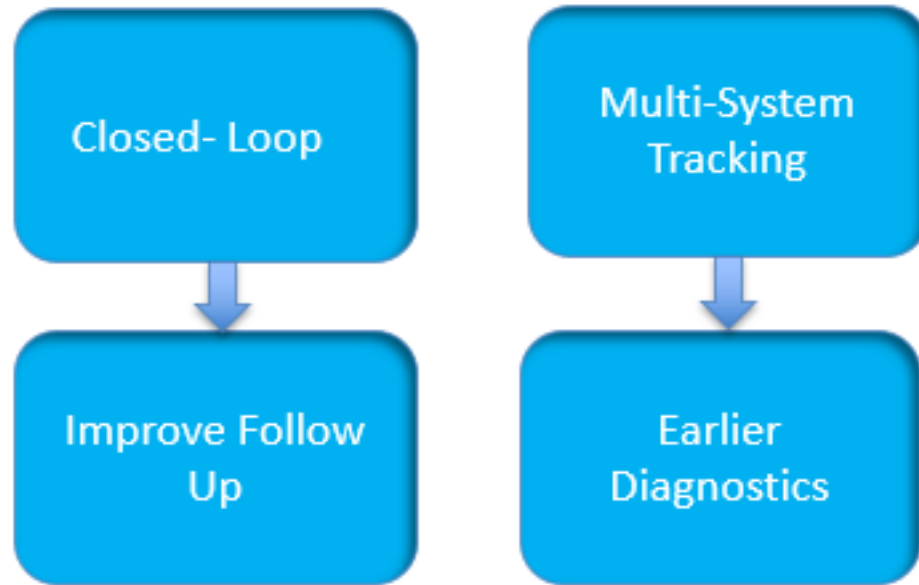 Closed- Loop
Multi-System
Tracking
Improve Follow
Up
Earlier
Diagnostics